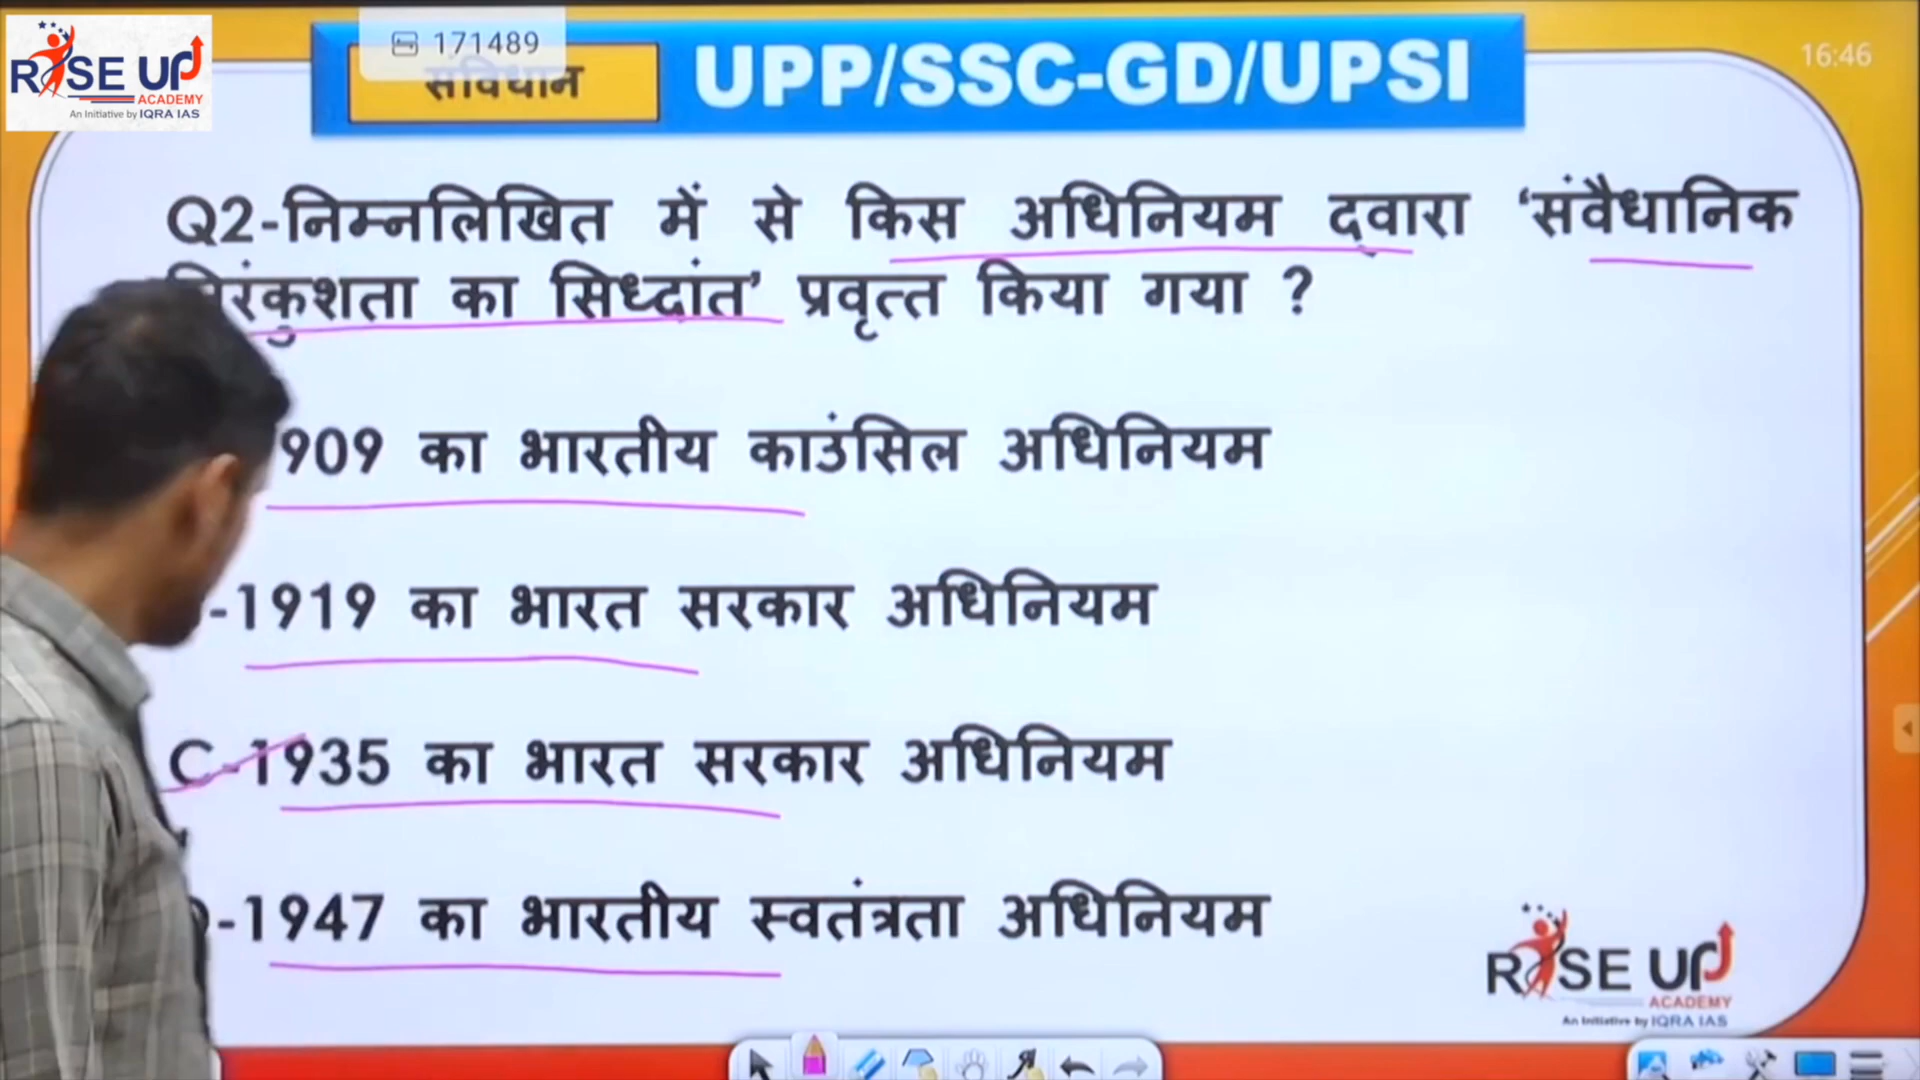 RISE UP
ACADEMY
An Initiative by IQRA IAS
171489
संविधान
UPP/SSC-GD/UPSI
16:46
Q2-निम्नलिखित में से किस अधिनियम द्वारा ‘संवैधानिक
निरंकुशता का सिध्दांत’ प्रवृत्त किया गया ?
909 का भारतीय काउंसिल अधिनियम
-1919 का भारत सरकार अधिनियम
C-1935 का भारत सरकार अधिनियम
D-1947 का भारतीय स्वतंत्रता अधिनियम
RISE UP
ACADEMY
An Initiative by IQRA IAS